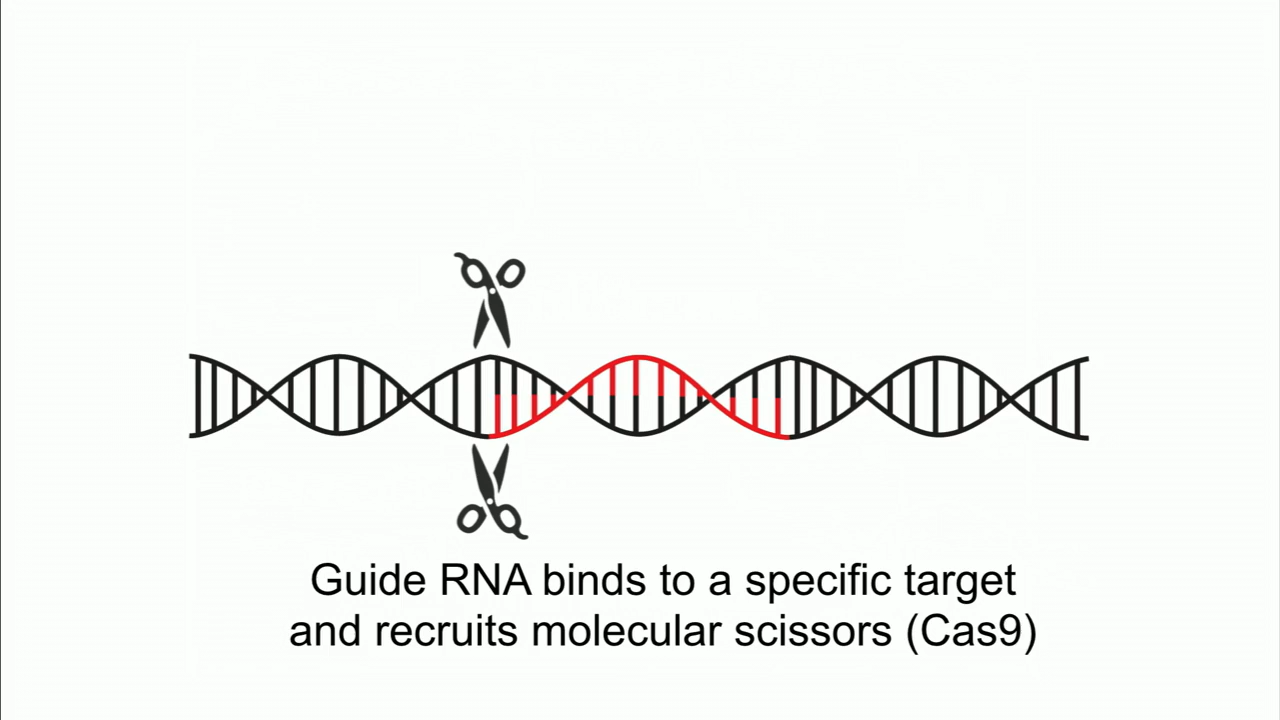 Guide RNA binds to a specific target
and recruits molecular scissors (Cas9)